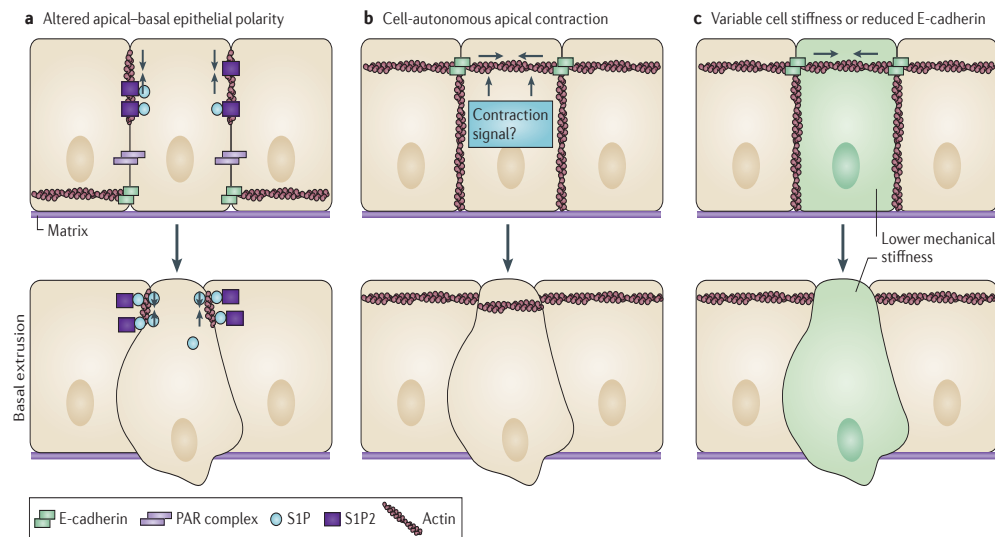 a Altered apical–basal epithelial polarity
b Cell-autonomous apical contraction
c Variable cell stiffness or reduced E-cadherin
Contraction
signal?
Matrix
Lower mechanical
stiffness
Basal extrusion
E-cadherin PAR complex S1P S1P2 Actin